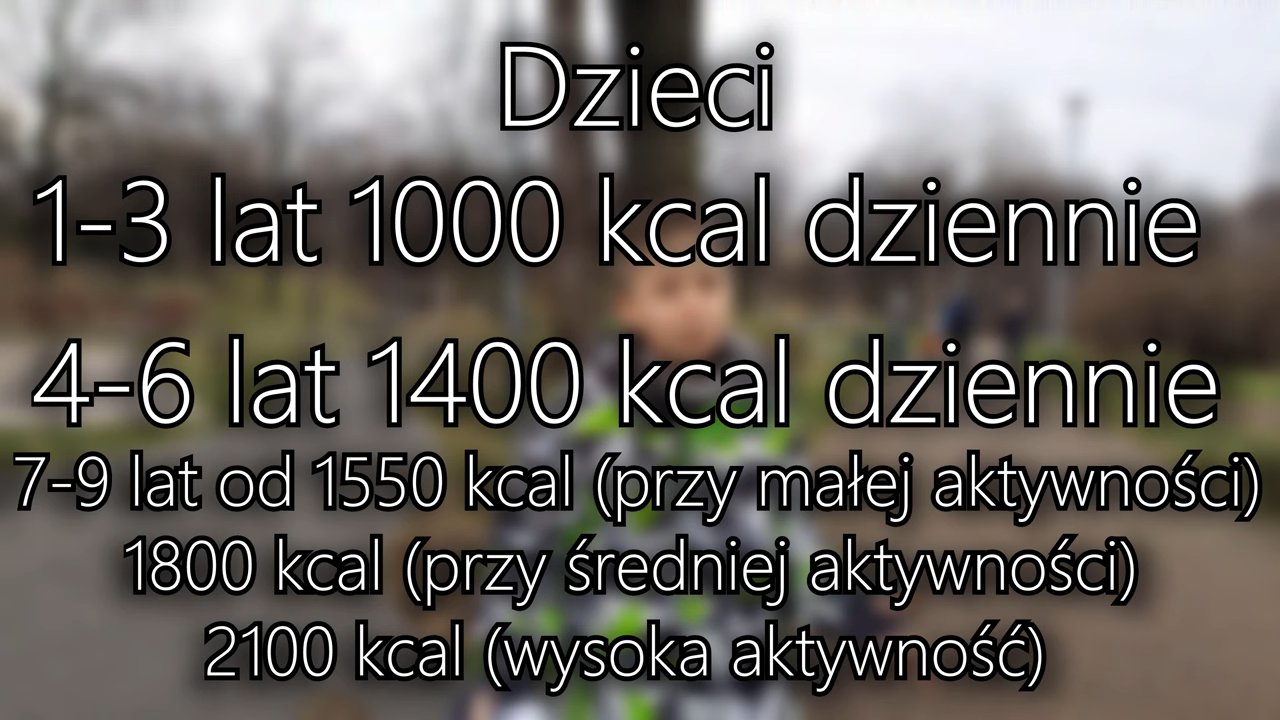 Dzieci
1-3 lat 1000 kcal dziennie
4-6 lat 1400 kcal dziennie
7-9 lat od 1550 kcal (przy małej aktywności)
1800 kcal (przy średniej aktywności)
2100 kcal (wysoka aktywność)